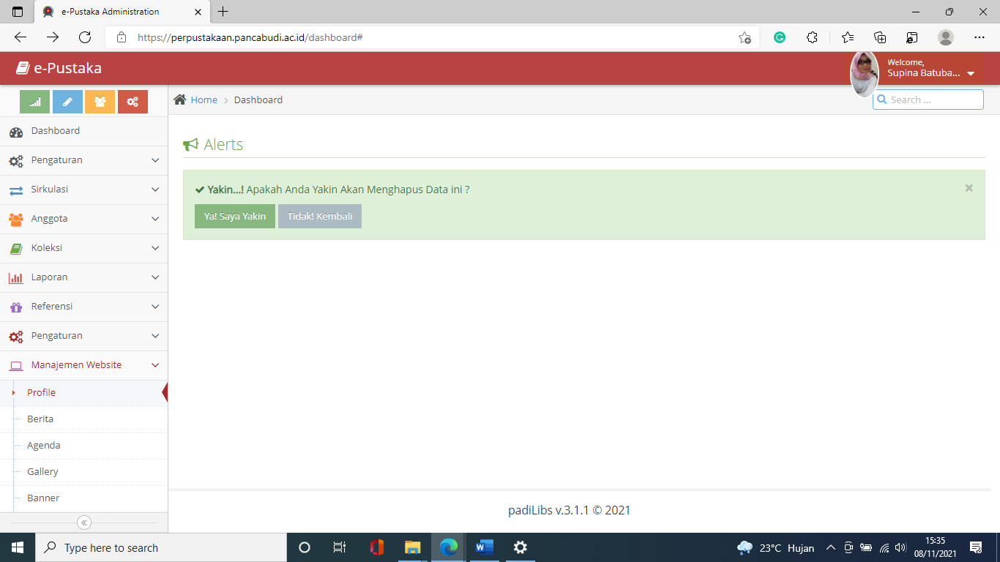 e-Pustaka Administration
https://perpustakaan.pancabudi.ac.id/dashboard#
e-Pustaka
Welcome,
Supina Batuba...
Home
Dashboard
Search ...
Dashboard
Pengaturan
Sirkulasi
Anggota
Koleksi
Laporan
Referensi
Pengaturan
Manajemen Website
Profile
Berita
Agenda
Gallery
Banner
Alerts
Yakin...! Apakah Anda Yakin Akan Menghapus Data ini ?
Ya! Saya Yakin
Tidak! Kembali
padiLibs v.3.1.1 © 2021
Type here to search
23°C Hujan
15:35
08/11/2021